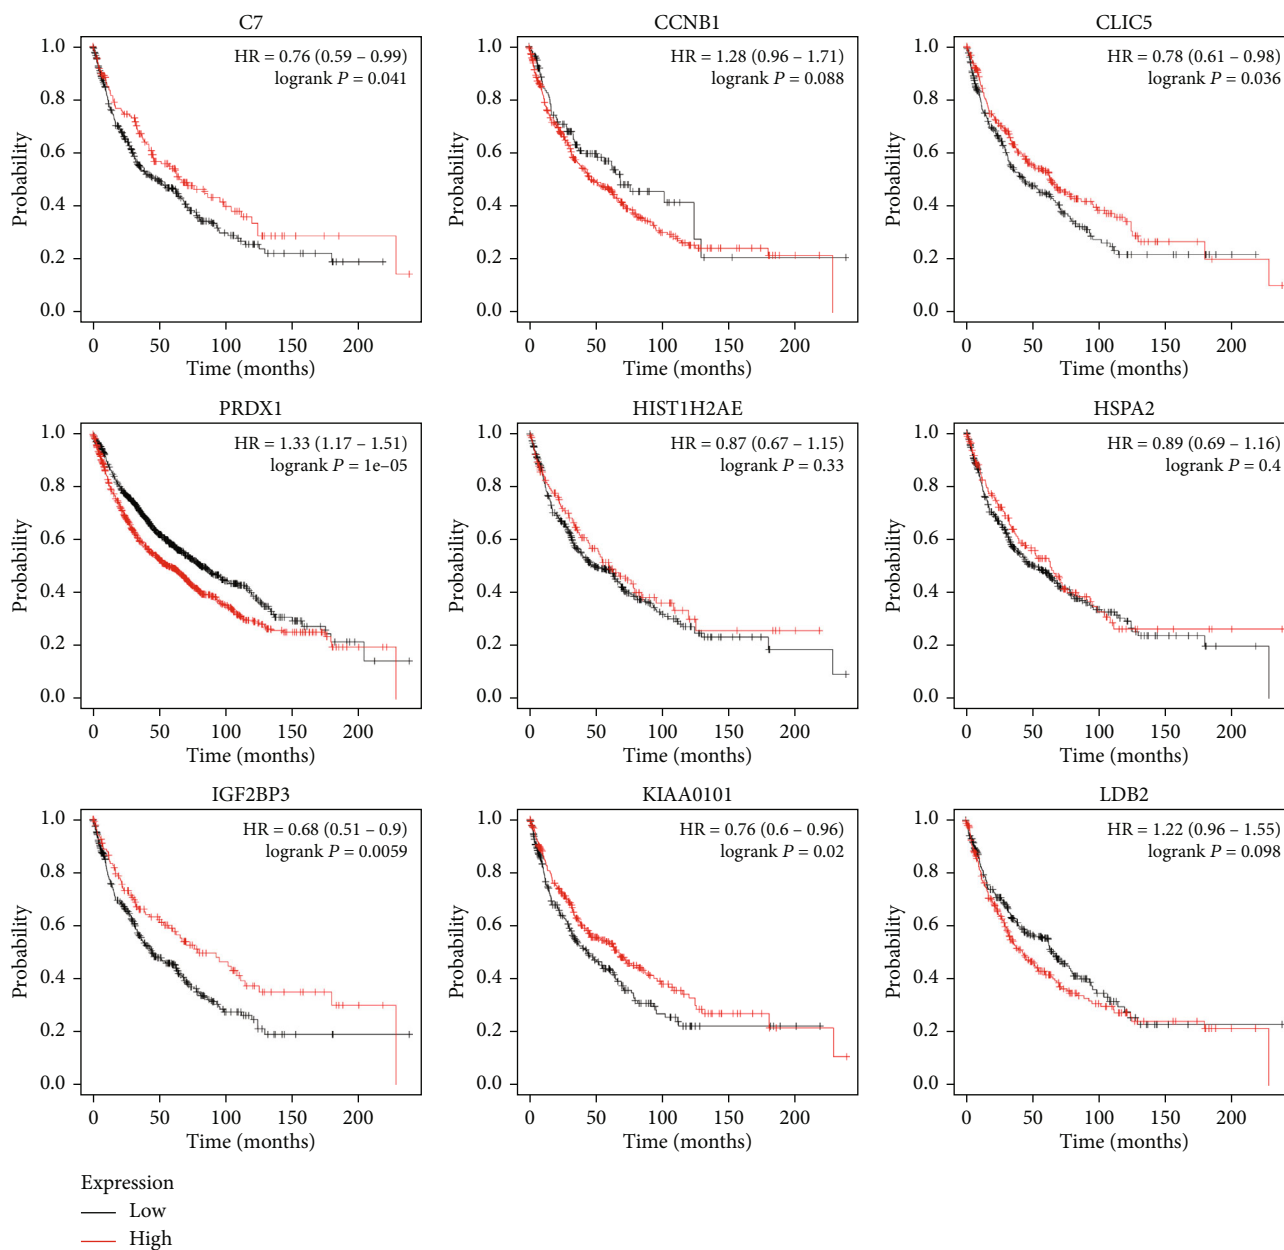 C7
HR = 0.76 (0.59 – 0.99)
logrank P = 0.041
1.0
0.8
0.6
0.4
0.2
0.0
Probability
0 50 100 150 200
Time (months)
CCNB1
HR = 1.28 (0.96 – 1.71)
logrank P = 0.088
1.0
0.8
0.6
0.4
0.2
0.0
Probability
0 50 100 150 200
Time (months)
CLIC5
HR = 0.78 (0.61 – 0.98)
logrank P = 0.036
1.0
0.8
0.6
0.4
0.2
0.0
Probability
0 50 100 150 200
Time (months)
PRDX1
HR = 1.33 (1.17 – 1.51)
logrank P = 1e–05
1.0
0.8
0.6
0.4
0.2
0.0
Probability
0 50 100 150 200
Time (months)
HIST1H2AE
HR = 0.87 (0.67 – 1.15)
logrank P = 0.33
1.0
0.8
0.6
0.4
0.2
0.0
Probability
0 50 100 150 200
Time (months)
HSPA2
HR = 0.89 (0.69 – 1.16)
logrank P = 0.4
1.0
0.8
0.6
0.4
0.2
0.0
Probability
0 50 100 150 200
Time (months)
IGF2BP3
HR = 0.68 (0.51 – 0.9)
logrank P = 0.0059
1.0
0.8
0.6
0.4
0.2
0.0
Probability
0 50 100 150 200
Time (months)
KIAA0101
HR = 0.76 (0.6 – 0.96)
logrank P = 0.02
1.0
0.8
0.6
0.4
0.2
0.0
Probability
0 50 100 150 200
Time (months)
LDB2
HR = 1.22 (0.96 – 1.55)
logrank P = 0.098
1.0
0.8
0.6
0.4
0.2
0.0
Probability
0 50 100 150 200
Time (months)
Expression
Low
High